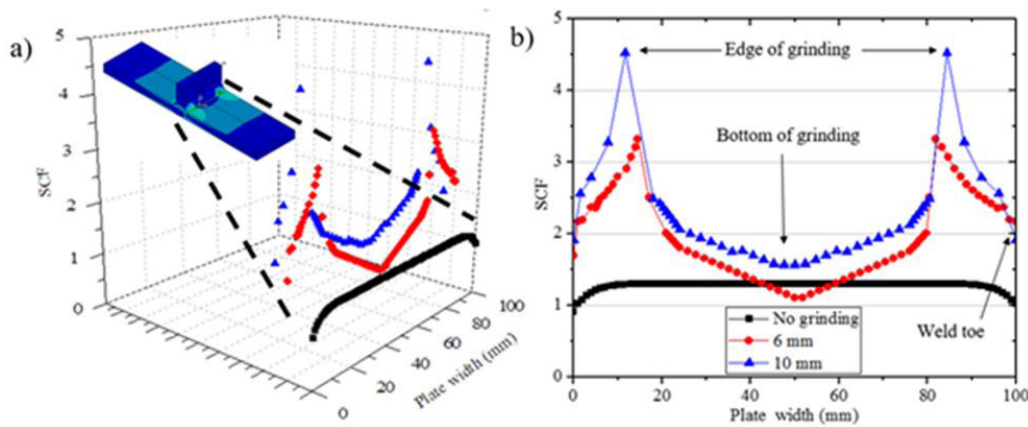 a)
5
4
3
2
1
0
SCF
0
20
40
60
80
100
Plate width (mm)
b)
5
4
3
2
1
0
SCF
Edge of grinding
Bottom of grinding
Weld toe
No grinding
6 mm
10 mm
0
20
40
60
80
100
Plate width (mm)